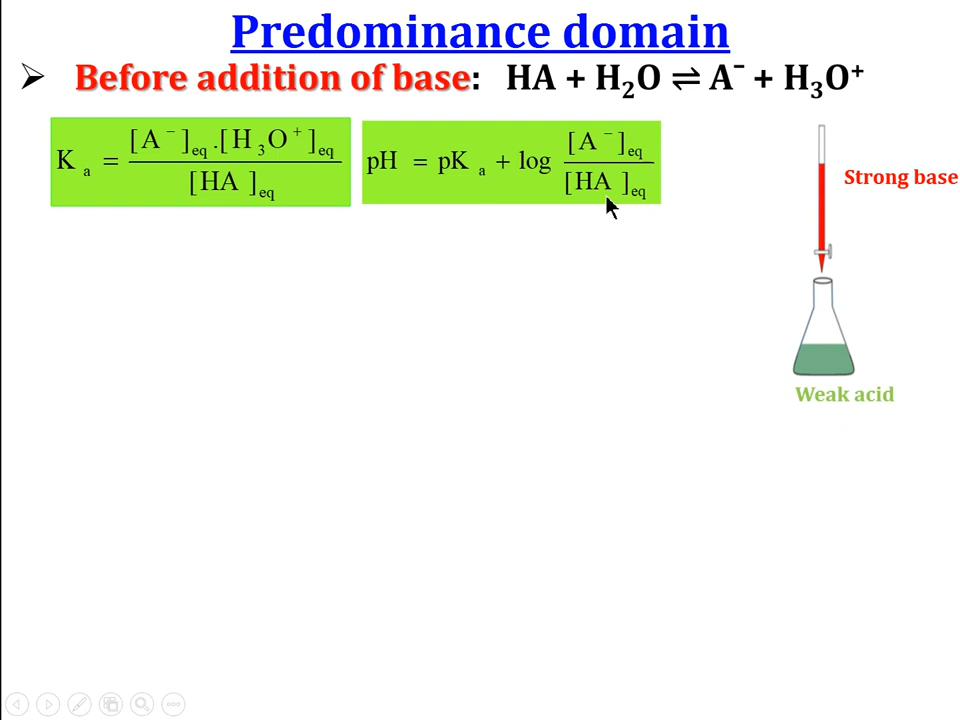 Predominance domain
➢ Before addition of base: HA + H₂O ⇌ A⁻ + H₃O⁺
K a = [A⁻]eq .[H₃O⁺]eq / [HA]eq
pH = pK a + log [A⁻]eq / [HA]eq
Strong base
Weak acid